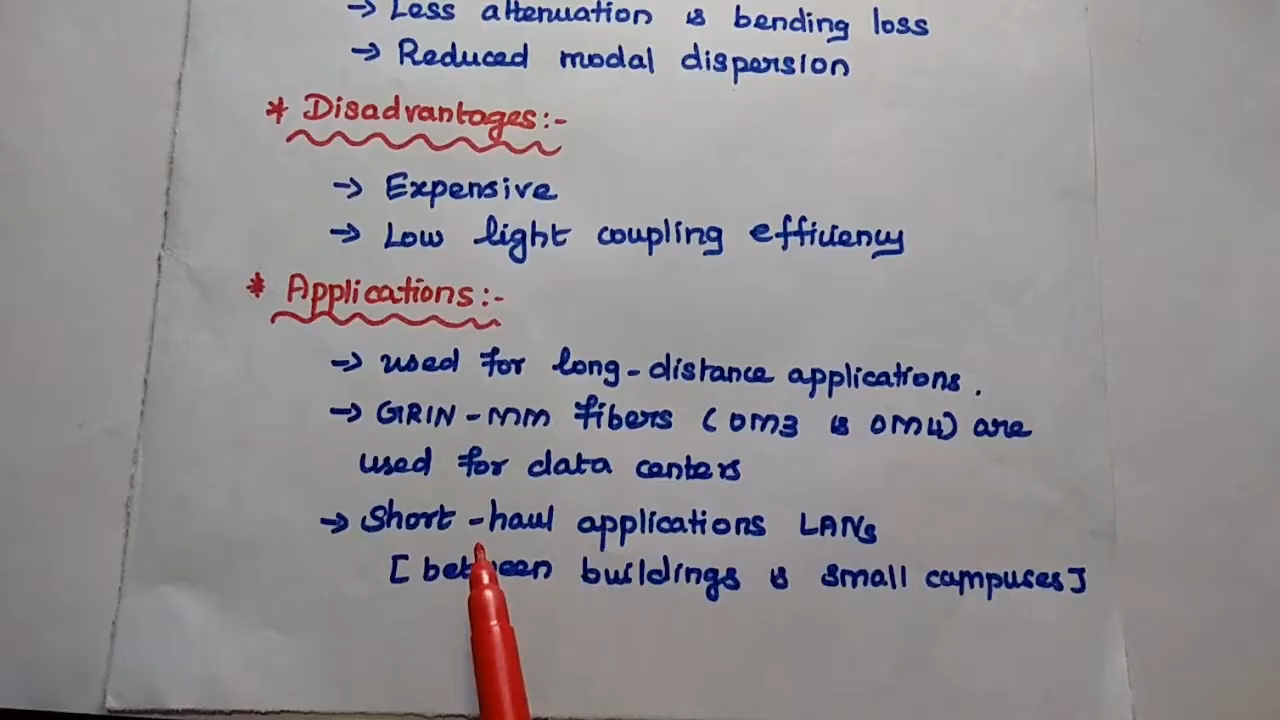 → Less attenuation & bending loss
→ Reduced modal dispersion
* Disadvantages:-
→ Expensive
→ Low light coupling efficiency
* Applications:-
→ used for long-distance applications.
→ GRIN-MM fibers (OM3 & OM4) are
used for data centers
→ Short-haul applications LANs
[between buildings & small campuses]